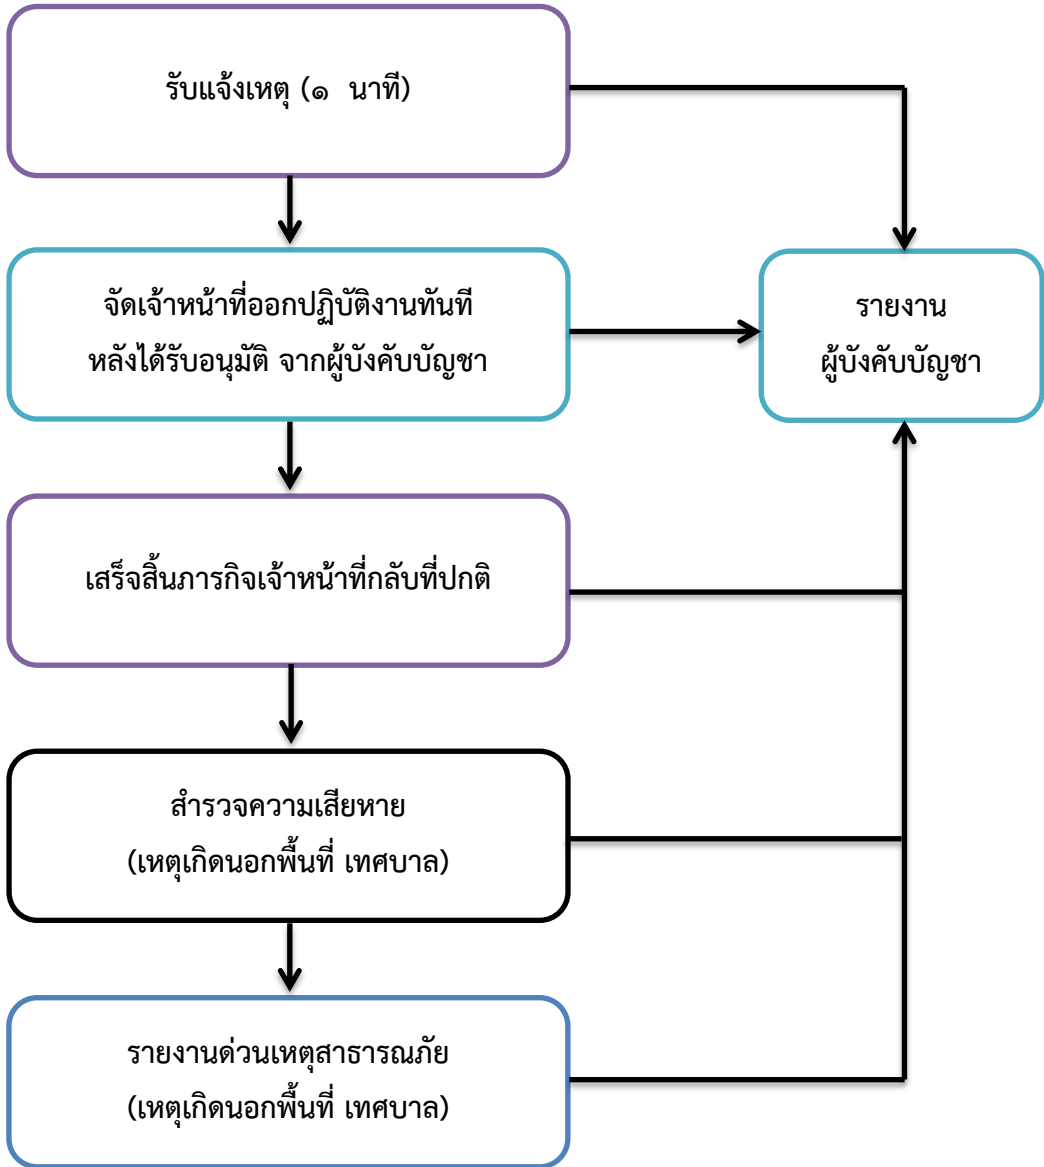 รับแจ้งเหตุ (๑ นาที)
จัดเจ้าหน้าที่ออกปฏิบัติงานทันที
หลังได้รับอนุมัติ จากผู้บังคับบัญชา
รายงาน
ผู้บังคับบัญชา
เสร็จสิ้นภารกิจเจ้าหน้าที่กลับที่ปกติ
สำรวจความเสียหาย
(เหตุเกิดนอกพื้นที่ เทศบาล)
รายงานด่วนเหตุสาธารณภัย
(เหตุเกิดนอกพื้นที่ เทศบาล)